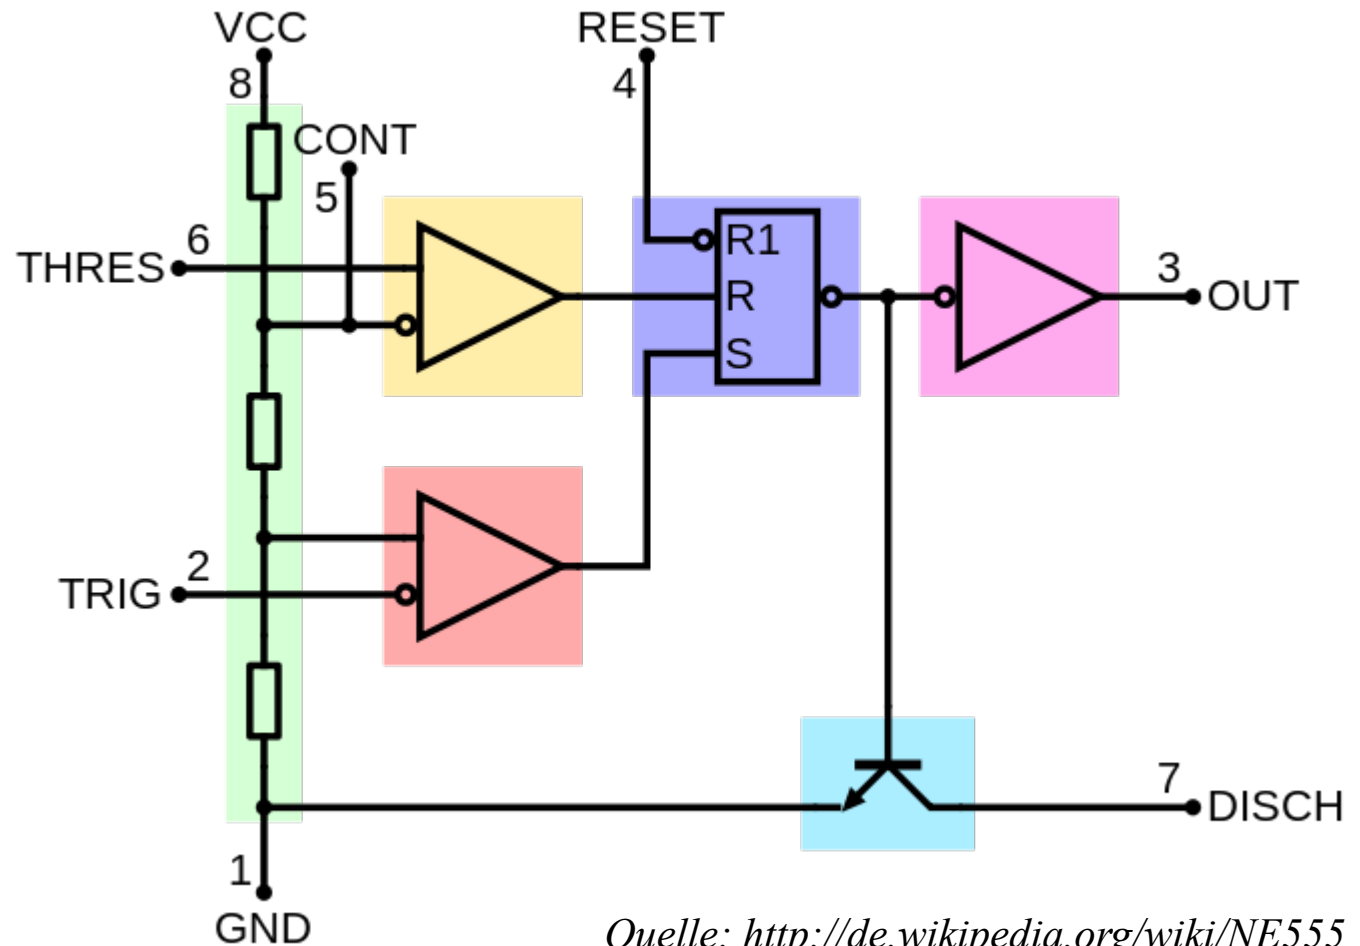 VCC
RESET
8
4
CONT
5
6
THRES
R1
R
S
3
OUT
2
TRIG
7
DISCH
1
GND
Quelle: http://de.wikipedia.org/wiki/NE555